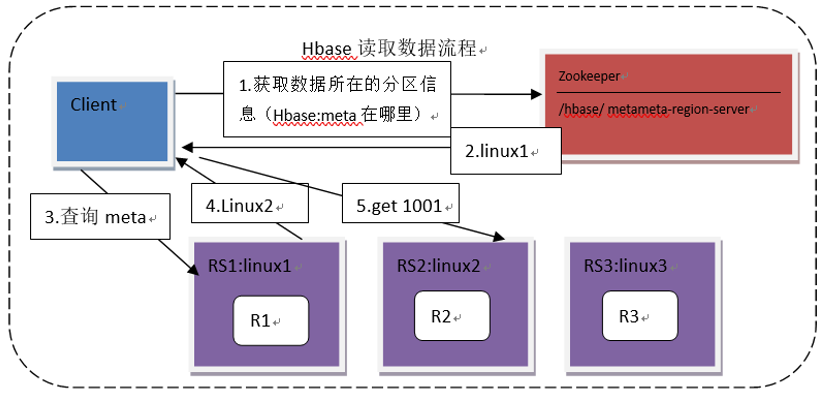 Hbase 读取数据流程
Client
1.获取数据所在的分区信
息（Hbase:meta 在哪里）
Zookeeper
/hbase/ metameta-region-server
2.linux1
3.查询 meta
4.Linux2
5.get 1001
RS1:linux1
RS2:linux2
RS3:linux3
R1
R2
R3